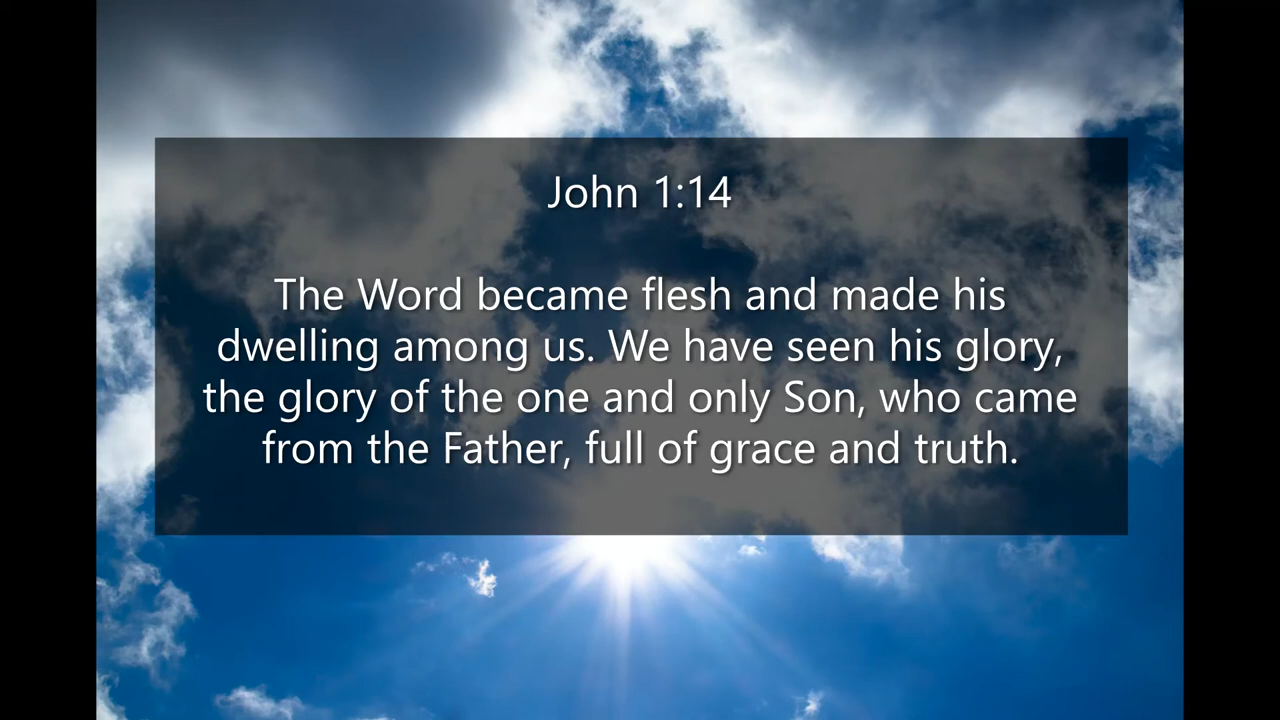 John 1:14
The Word became flesh and made his
dwelling among us. We have seen his glory,
the glory of the one and only Son, who came
from the Father, full of grace and truth.